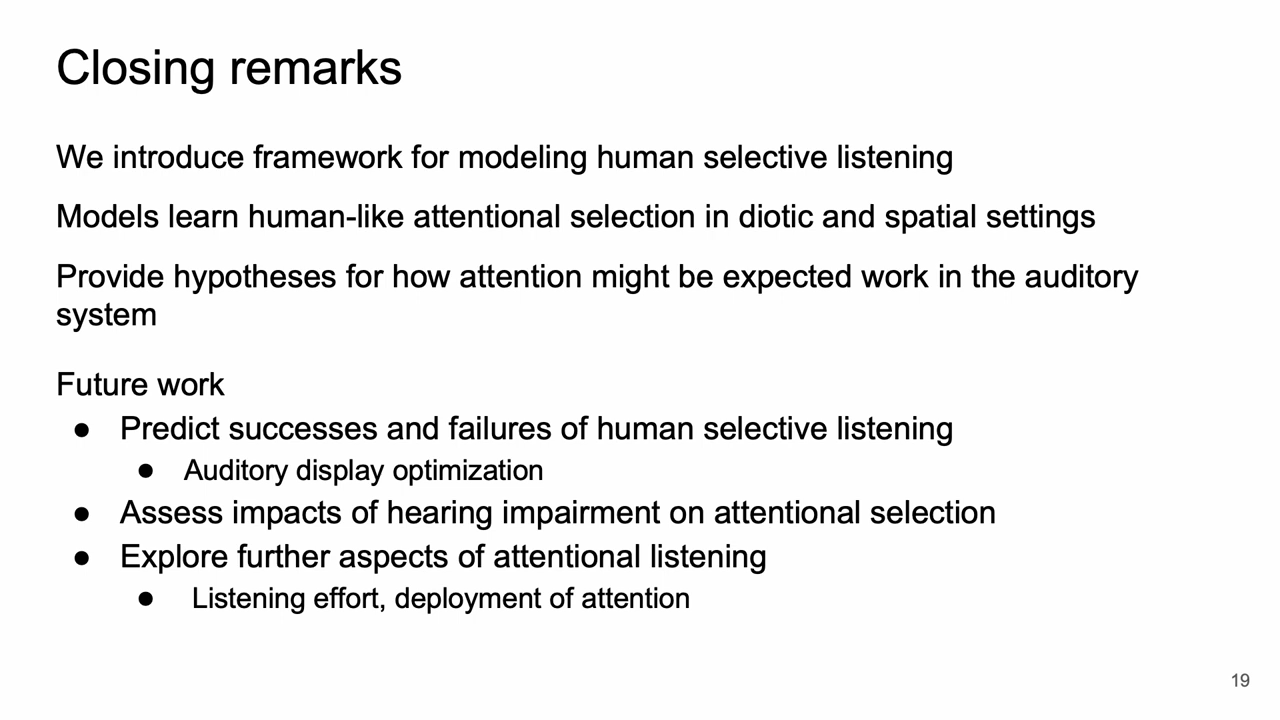 Closing remarks
We introduce framework for modeling human selective listening
Models learn human-like attentional selection in diotic and spatial settings
Provide hypotheses for how attention might be expected work in the auditory
system
Future work
● Predict successes and failures of human selective listening
● Auditory display optimization
● Assess impacts of hearing impairment on attentional selection
● Explore further aspects of attentional listening
● Listening effort, deployment of attention
19